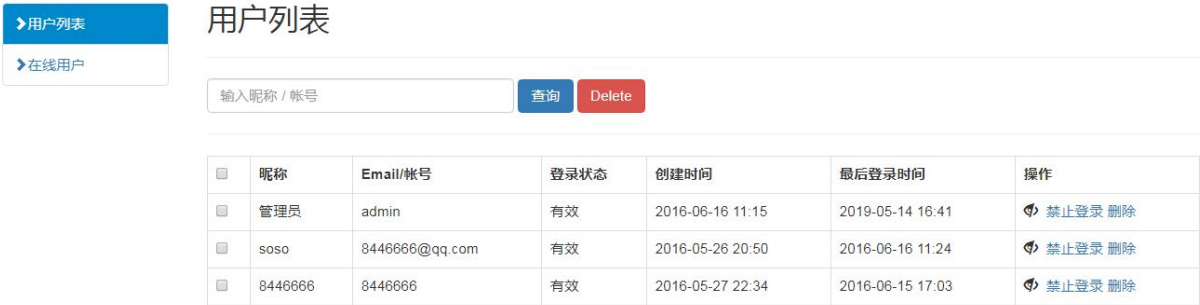 用户列表
在线用户
用户列表
输入昵称 / 帐号 查询 Delete
昵称 Email/帐号 登录状态 创建时间 最后登录时间 操作
管理员 admin 有效 2016-06-16 11:15 2019-05-14 16:41 禁止登录 删除
soso 8446666@qq.com 有效 2016-05-26 20:50 2016-06-16 11:24 禁止登录 删除
8446666 8446666 有效 2016-05-27 22:34 2016-06-15 17:03 禁止登录 删除